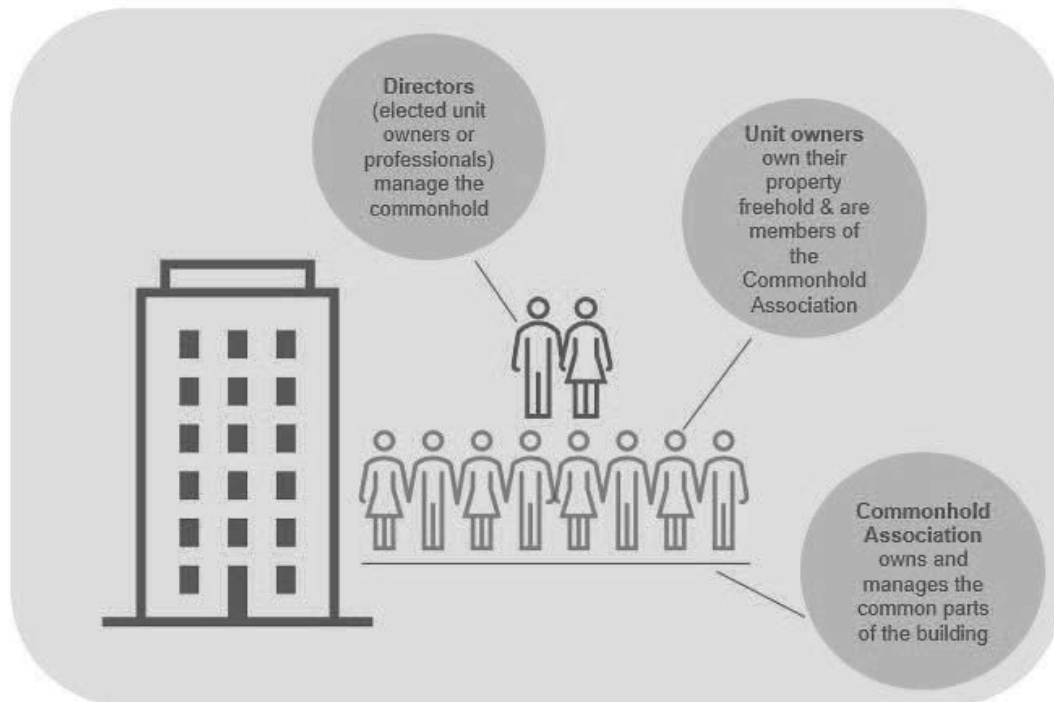 Directors
(elected unit
owners or
professionals)
manage the
commonhold
Unit owners
own their
property
freehold & are
members of
the
Commonhold
Association
Commonhold
Association
owns and
manages the
common parts
of the building